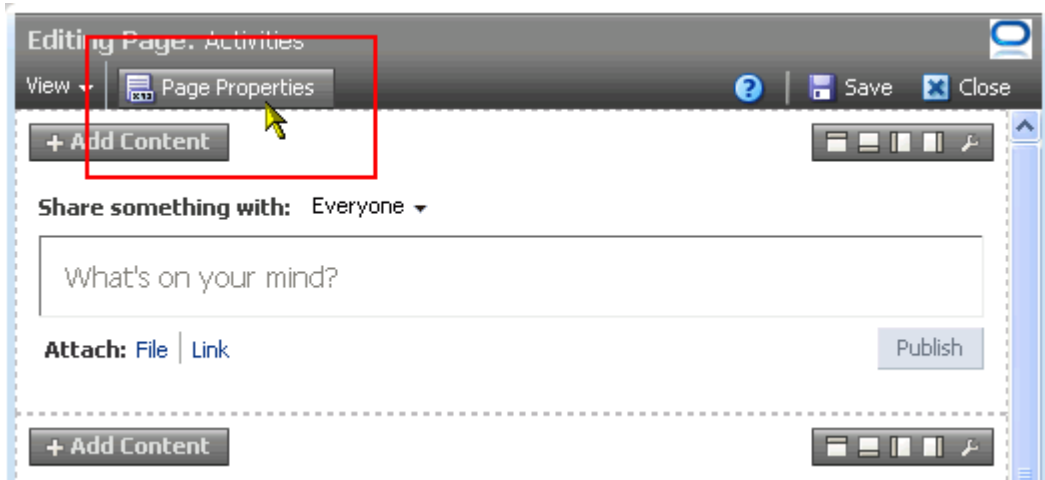 Editing Page: Activities
View Page Properties Save Close
+ Add Content
Share something with: Everyone
What's on your mind?
Attach: File Link Publish
+ Add Content